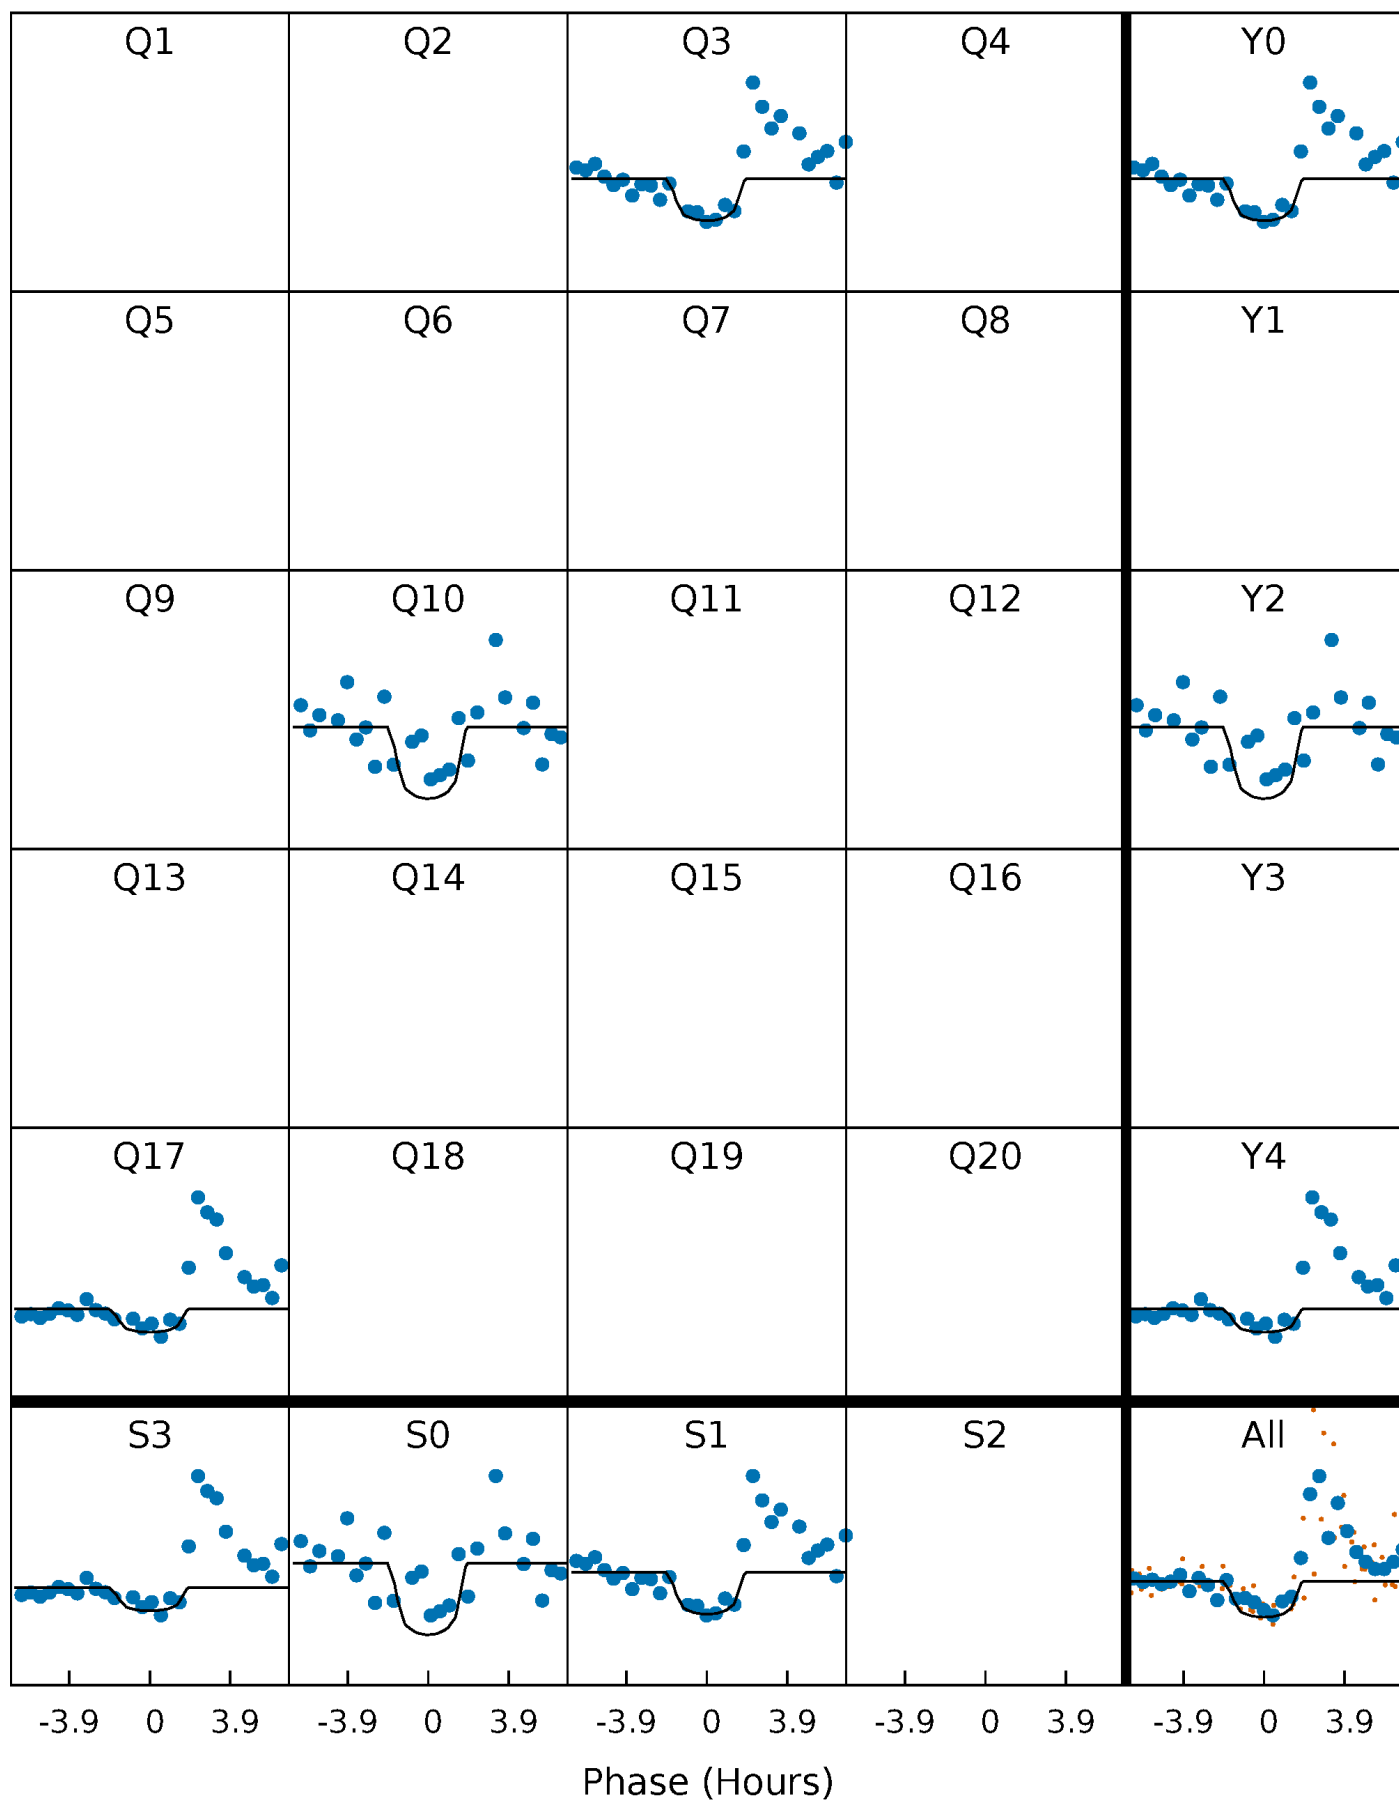 Q1 Q2 Q3 Q4 Y0
Q5 Q6 Q7 Q8 Y1
Q9 Q10 Q11 Q12 Y2
Q13 Q14 Q15 Q16 Y3
Q17 Q18 Q19 Q20 Y4
S3 S0 S1 S2 All
-3.9 0 3.9 -3.9 0 3.9 -3.9 0 3.9 -3.9 0 3.9 -3.9 0 3.9
Phase (Hours)